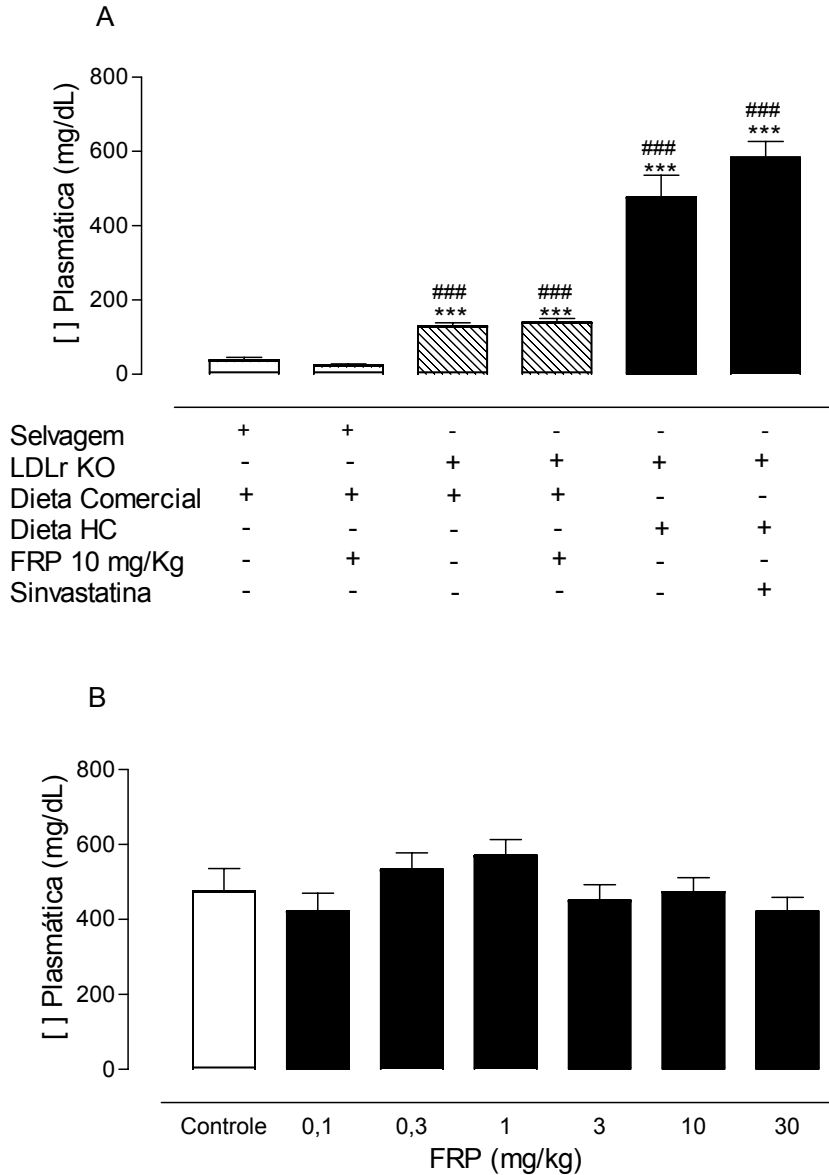 A
[ ] Plasmática (mg/dL)
800
600
400
200
0
### ### ### ###
*** *** *** ***
Selvagem + + - - - -
LDLr KO - - + + + +
Dieta Comercial + + + + - -
Dieta HC - - - - + +
FRP 10 mg/Kg - + - + - -
Sinvastatina - - - - - +
B
[ ] Plasmática (mg/dL)
800
600
400
200
0
Controle 0,1 0,3 1 3 10 30
FRP (mg/kg)